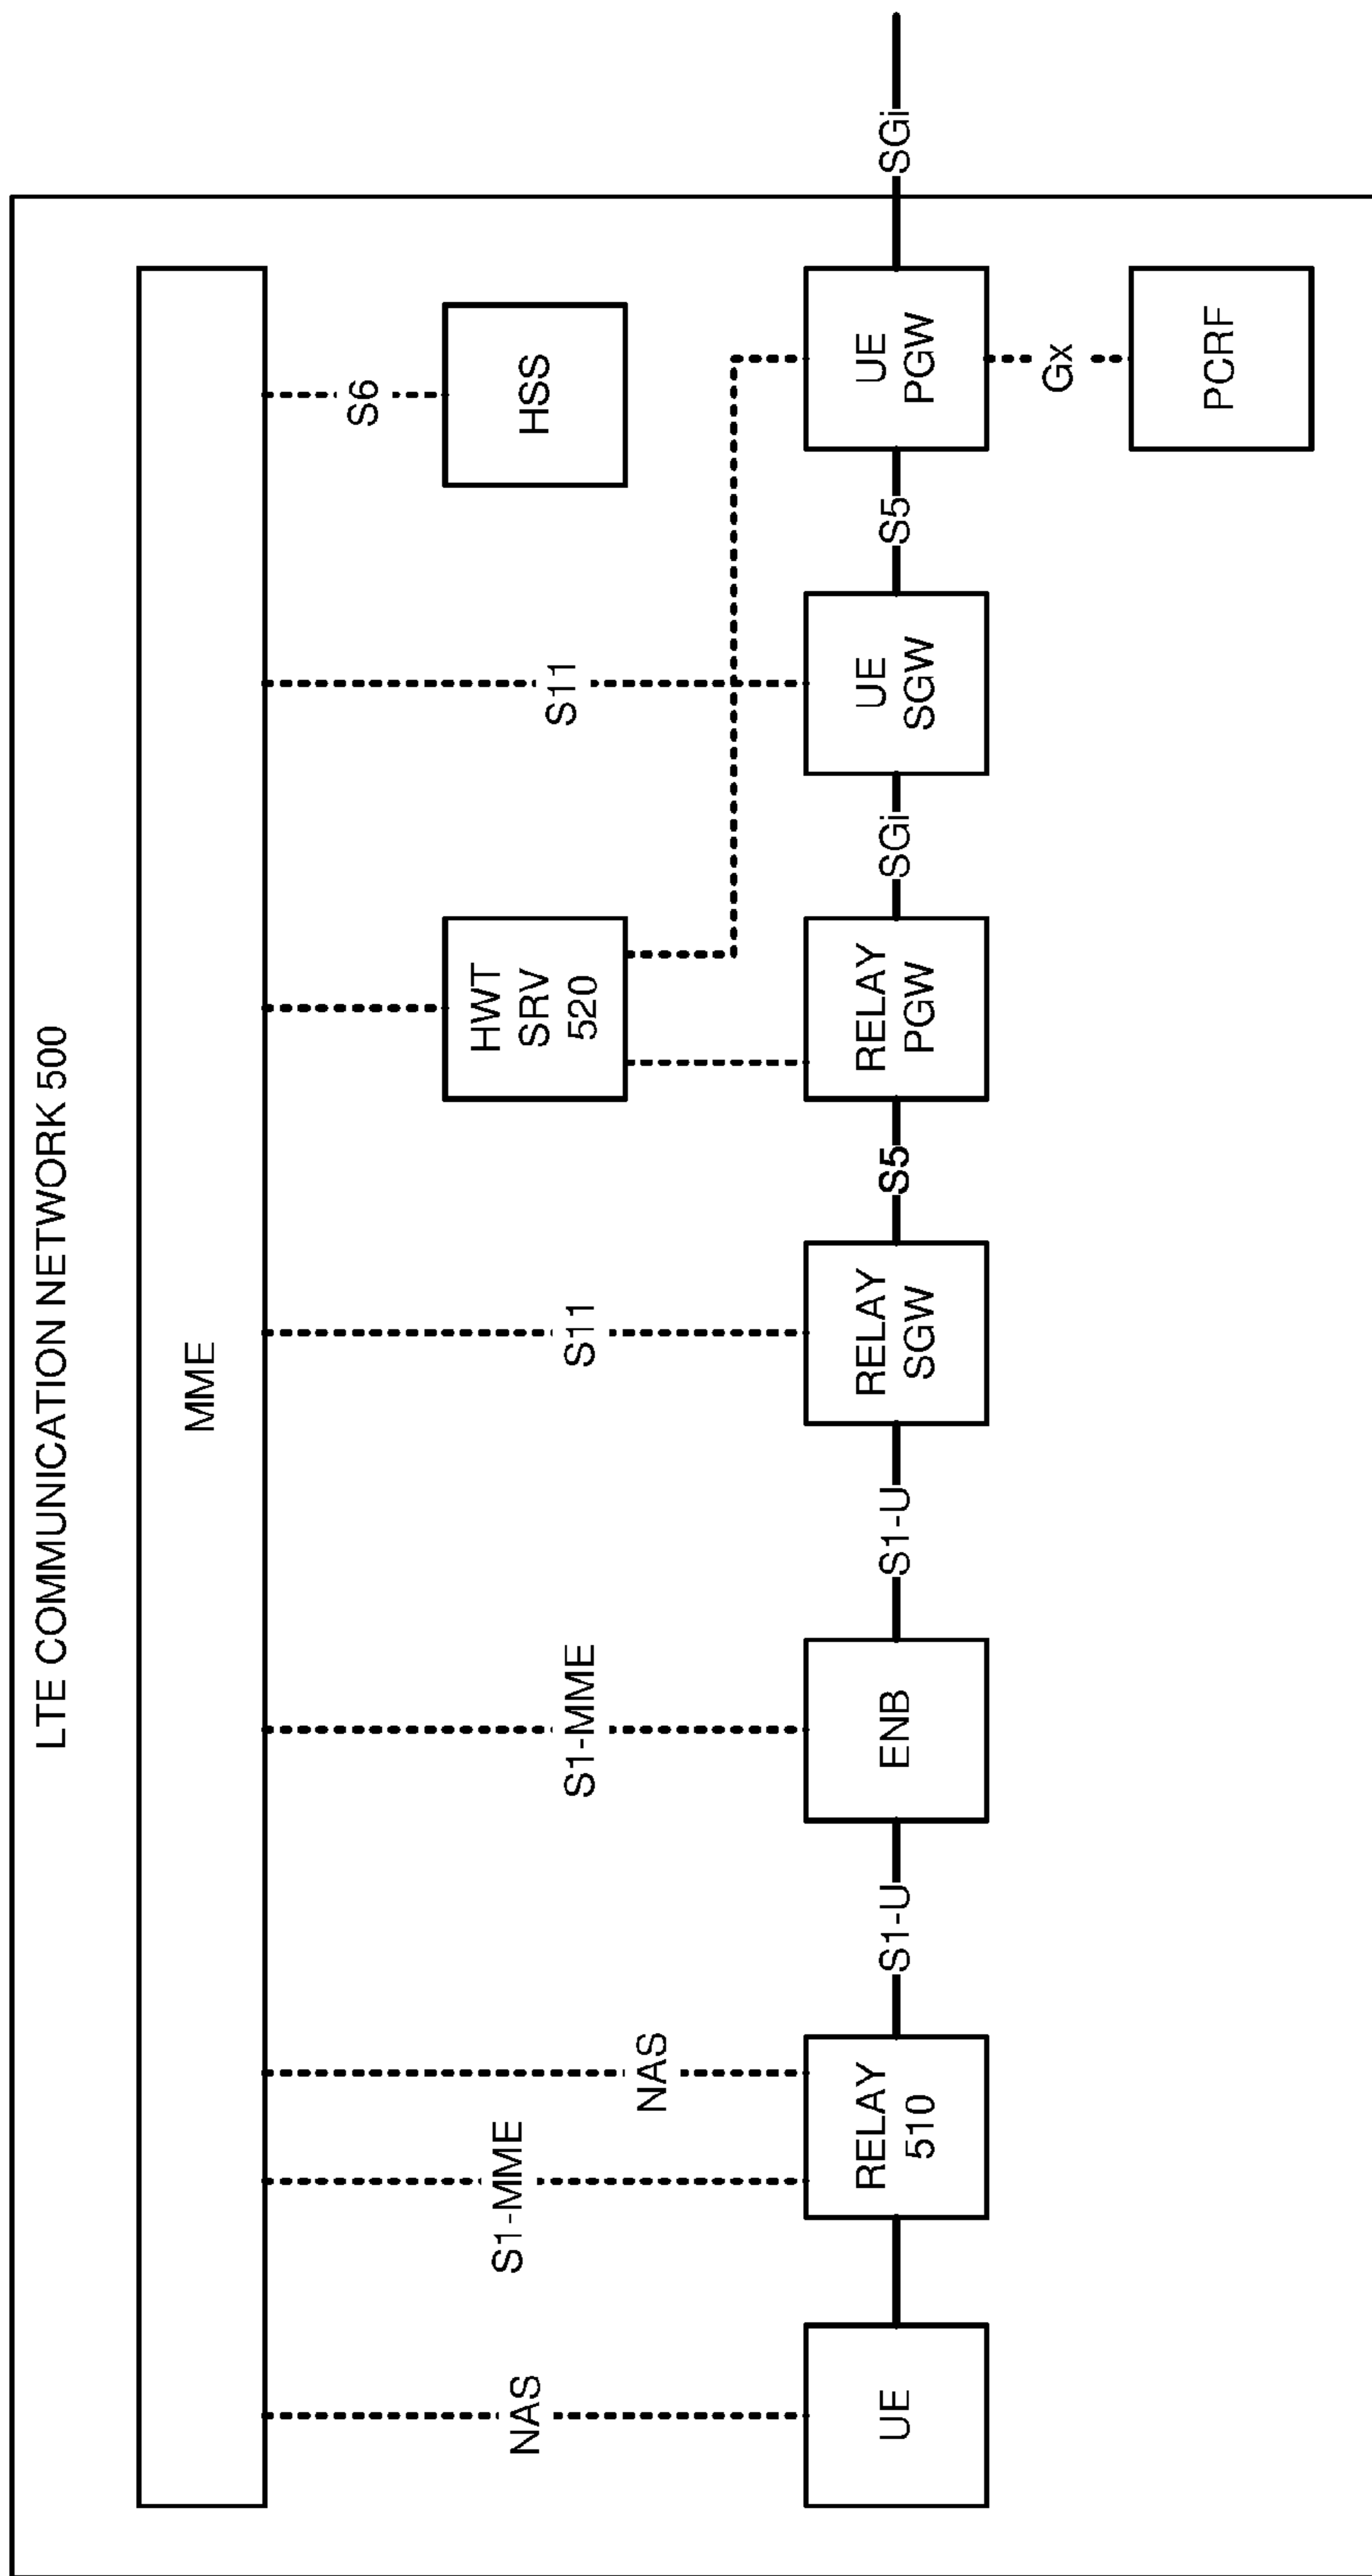 LTE COMMUNICATION NETWORK 500
MME
NAS
S1-MME
NAS
S1-MME
S11
S11
S6
HWT
SRV
520
HSS
UE
RELAY
510
S1-U
ENB
S1-U
RELAY
SGW
S5
RELAY
PGW
SGi
UE
SGW
S5
UE
PGW
SGi
Gx
PCRF